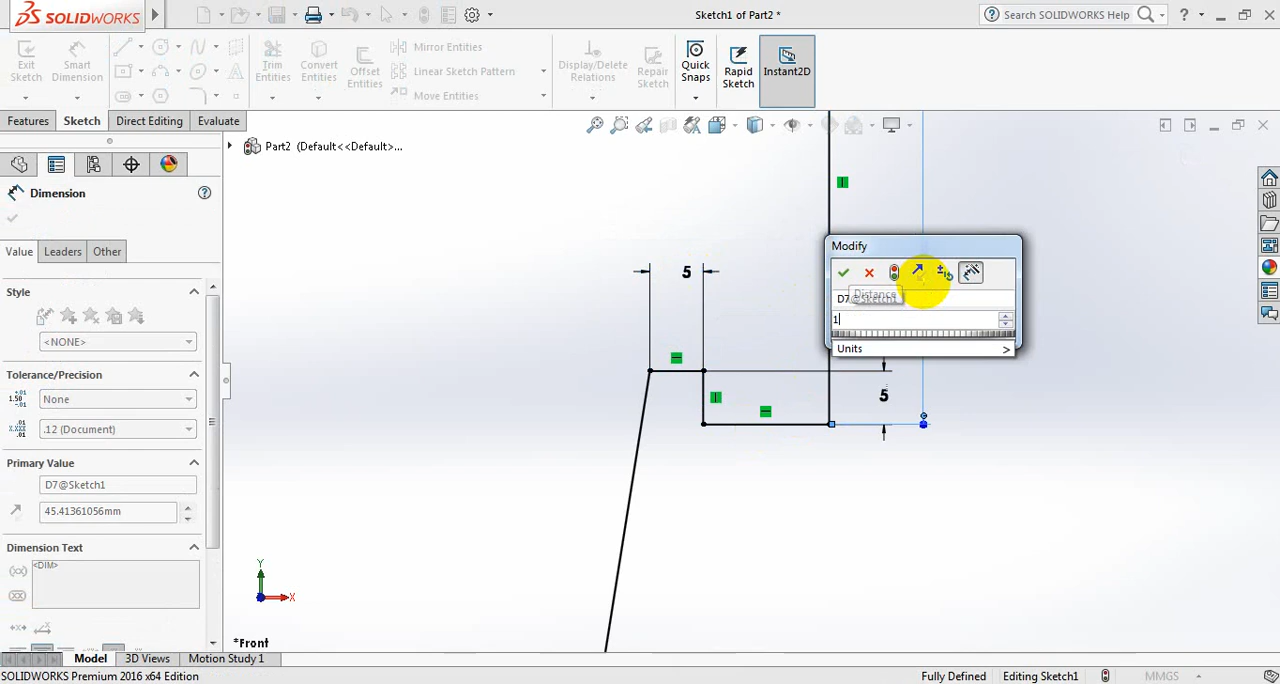 SOLIDWORKS
Sketch1 of Part2 *
Search SOLIDWORKS Help
?
Exit Sketch
Smart Dimension
Trim Entities
Convert Entities
Offset Entities
Mirror Entities
Linear Sketch Pattern
Move Entities
Display/Delete Relations
Repair Sketch
Quick Snaps
Rapid Sketch
Instant2D
Features
Sketch
Direct Editing
Evaluate
Part2 (Default<<Default>...
Dimension
Value
Leaders
Other
Style
<NONE>
Tolerance/Precision
None
.12 (Document)
Primary Value
D7@Sketch1
45.41361056mm
Dimension Text
<DIM>
Modify
D7@Sketch1
Distance
1
Units >
5
5
Y
X
*Front
Model
3D Views
Motion Study 1
SOLIDWORKS Premium 2016 x64 Edition
Fully Defined
Editing Sketch1
MMGS